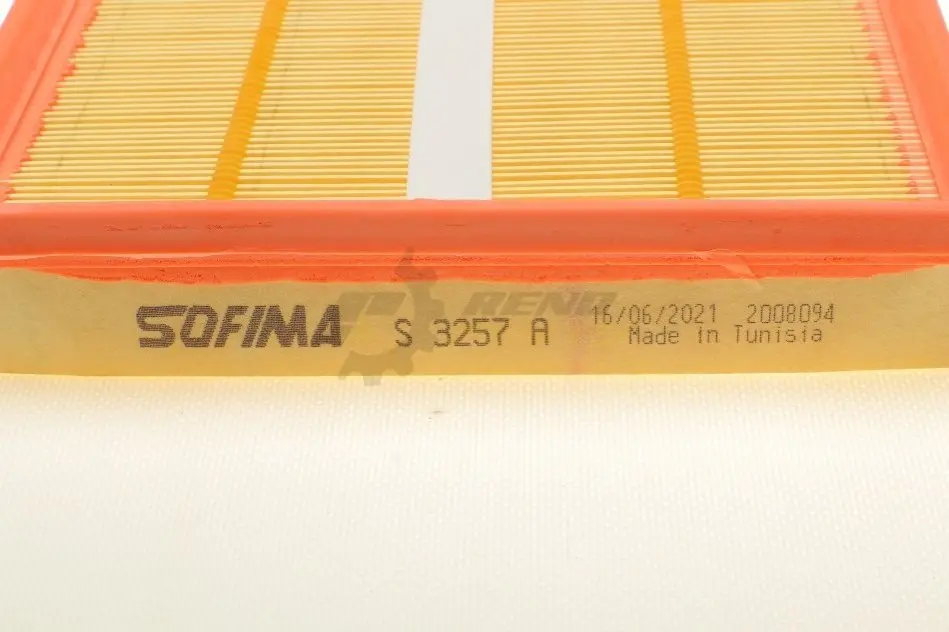 SOFIMA S 3257 A 16/06/2021 2008094
Made in Tunisia